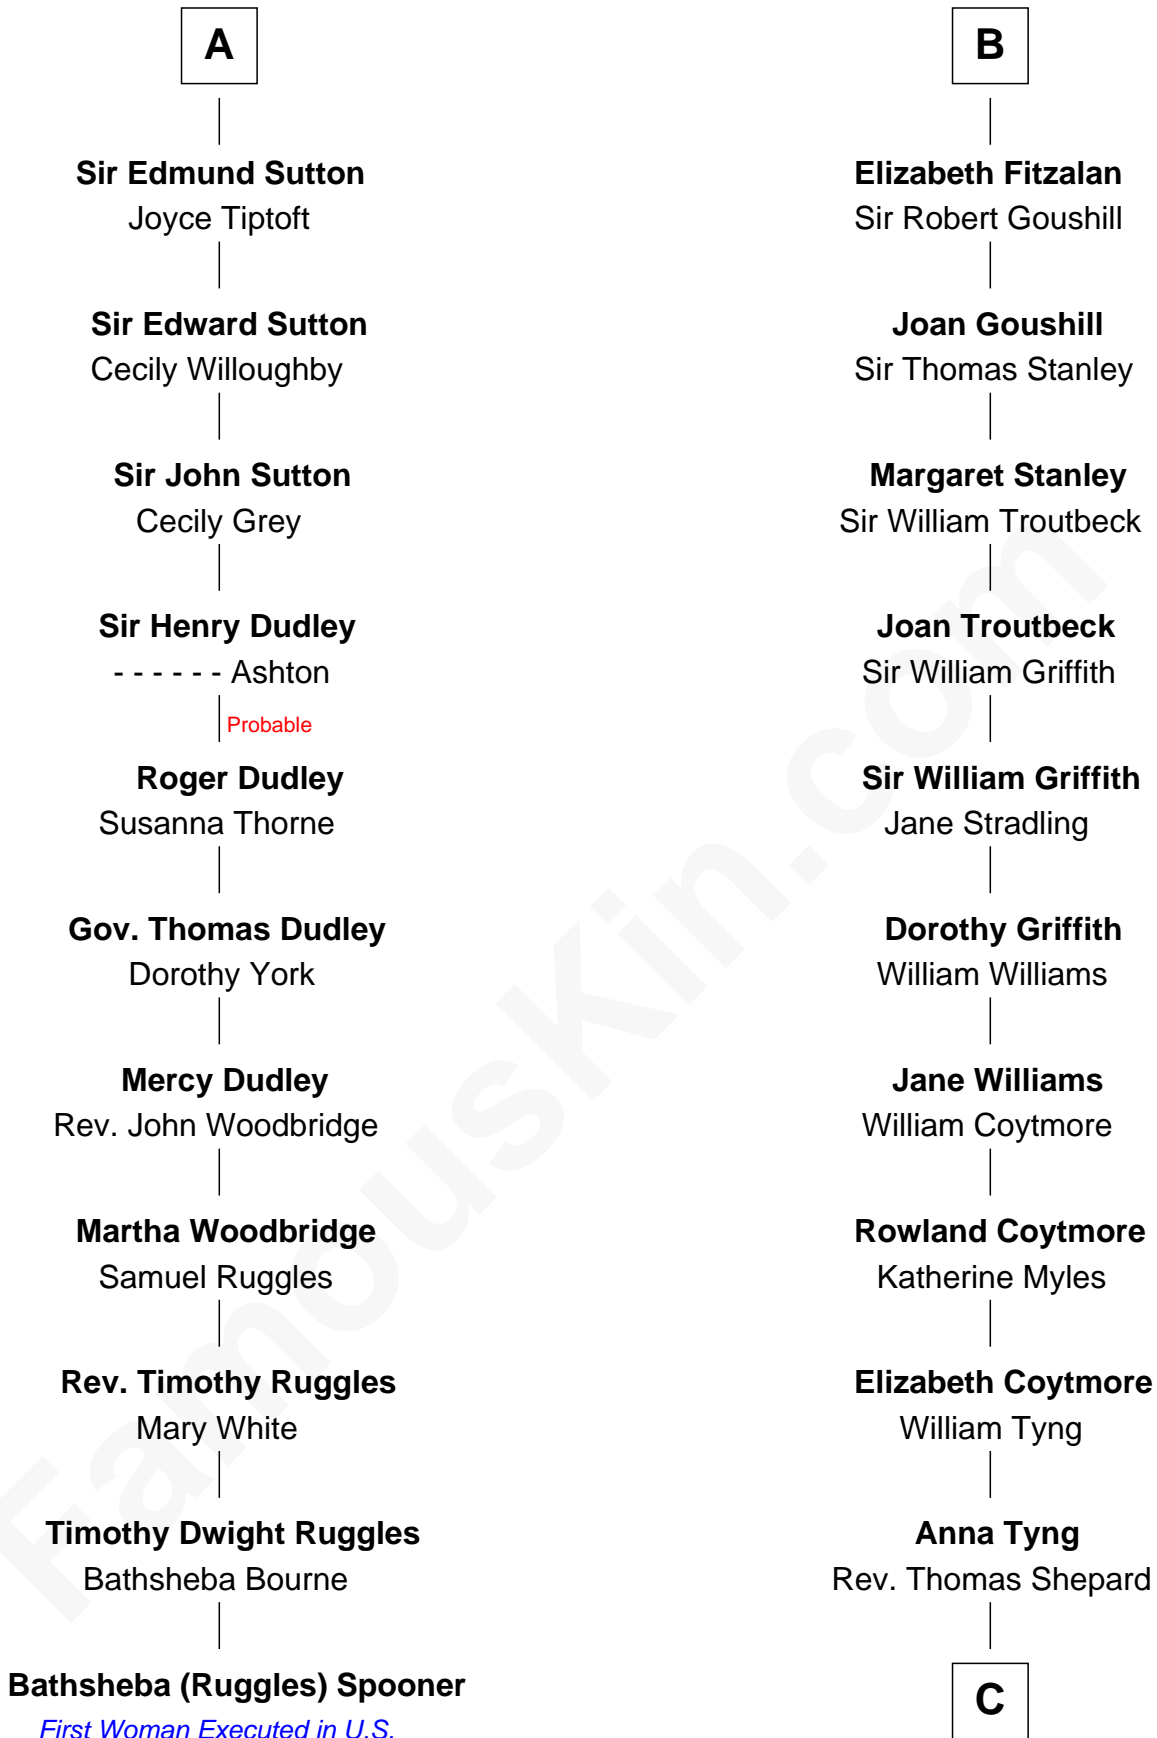 A
Sir Edmund Sutton
Joyce Tiptoft
Sir Edward Sutton
Cecily Willoughby
Sir John Sutton
Cecily Grey
Sir Henry Dudley
- - - - - - Ashton
Probable
Roger Dudley
Susanna Thorne
Gov. Thomas Dudley
Dorothy York
Mercy Dudley
Rev. John Woodbridge
Martha Woodbridge
Samuel Ruggles
Rev. Timothy Ruggles
Mary White
Timothy Dwight Ruggles
Bathsheba Bourne
Bathsheba (Ruggles) Spooner
First Woman Executed in U.S.
B
Elizabeth Fitzalan
Sir Robert Goushill
Joan Goushill
Sir Thomas Stanley
Margaret Stanley
Sir William Troutbeck
Joan Troutbeck
Sir William Griffith
Sir William Griffith
Jane Stradling
Dorothy Griffith
William Williams
Jane Williams
William Coytmore
Rowland Coytmore
Katherine Myles
Elizabeth Coytmore
William Tyng
Anna Tyng
Rev. Thomas Shepard
C
FamousKin.com